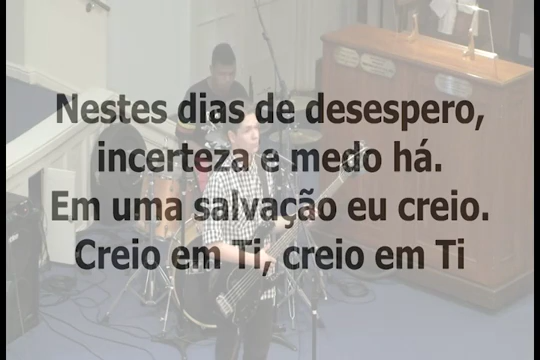 Nestes dias de desespero,
incerteza e medo há.
Em uma salvação eu creio.
Creio em Ti, creio em Ti